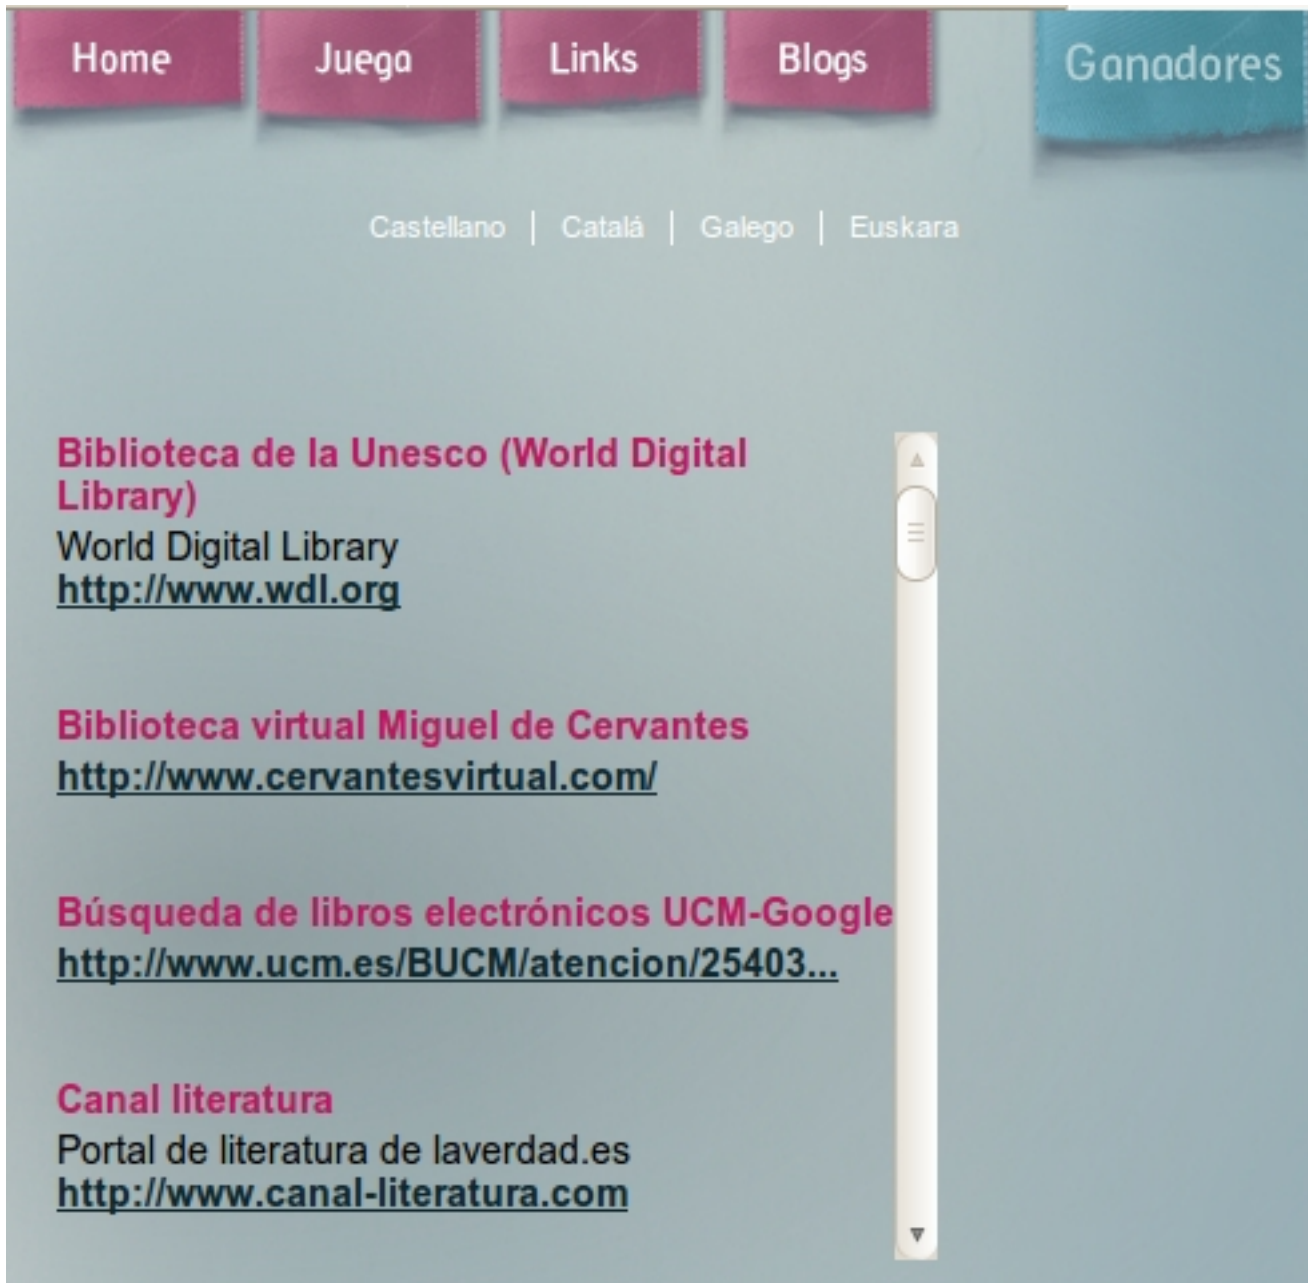 Home Juega Links Blogs Ganadores
Castellano | Catalá | Galego | Euskara
Biblioteca de la Unesco (World Digital
Library)
World Digital Library
http://www.wdl.org
Biblioteca virtual Miguel de Cervantes
http://www.cervantesvirtual.com/
Búsqueda de libros electrónicos UCM-Google
http://www.ucm.es/BUCM/atencion/25403...
Canal literatura
Portal de literatura de laverdad.es
http://www.canal-literatura.com